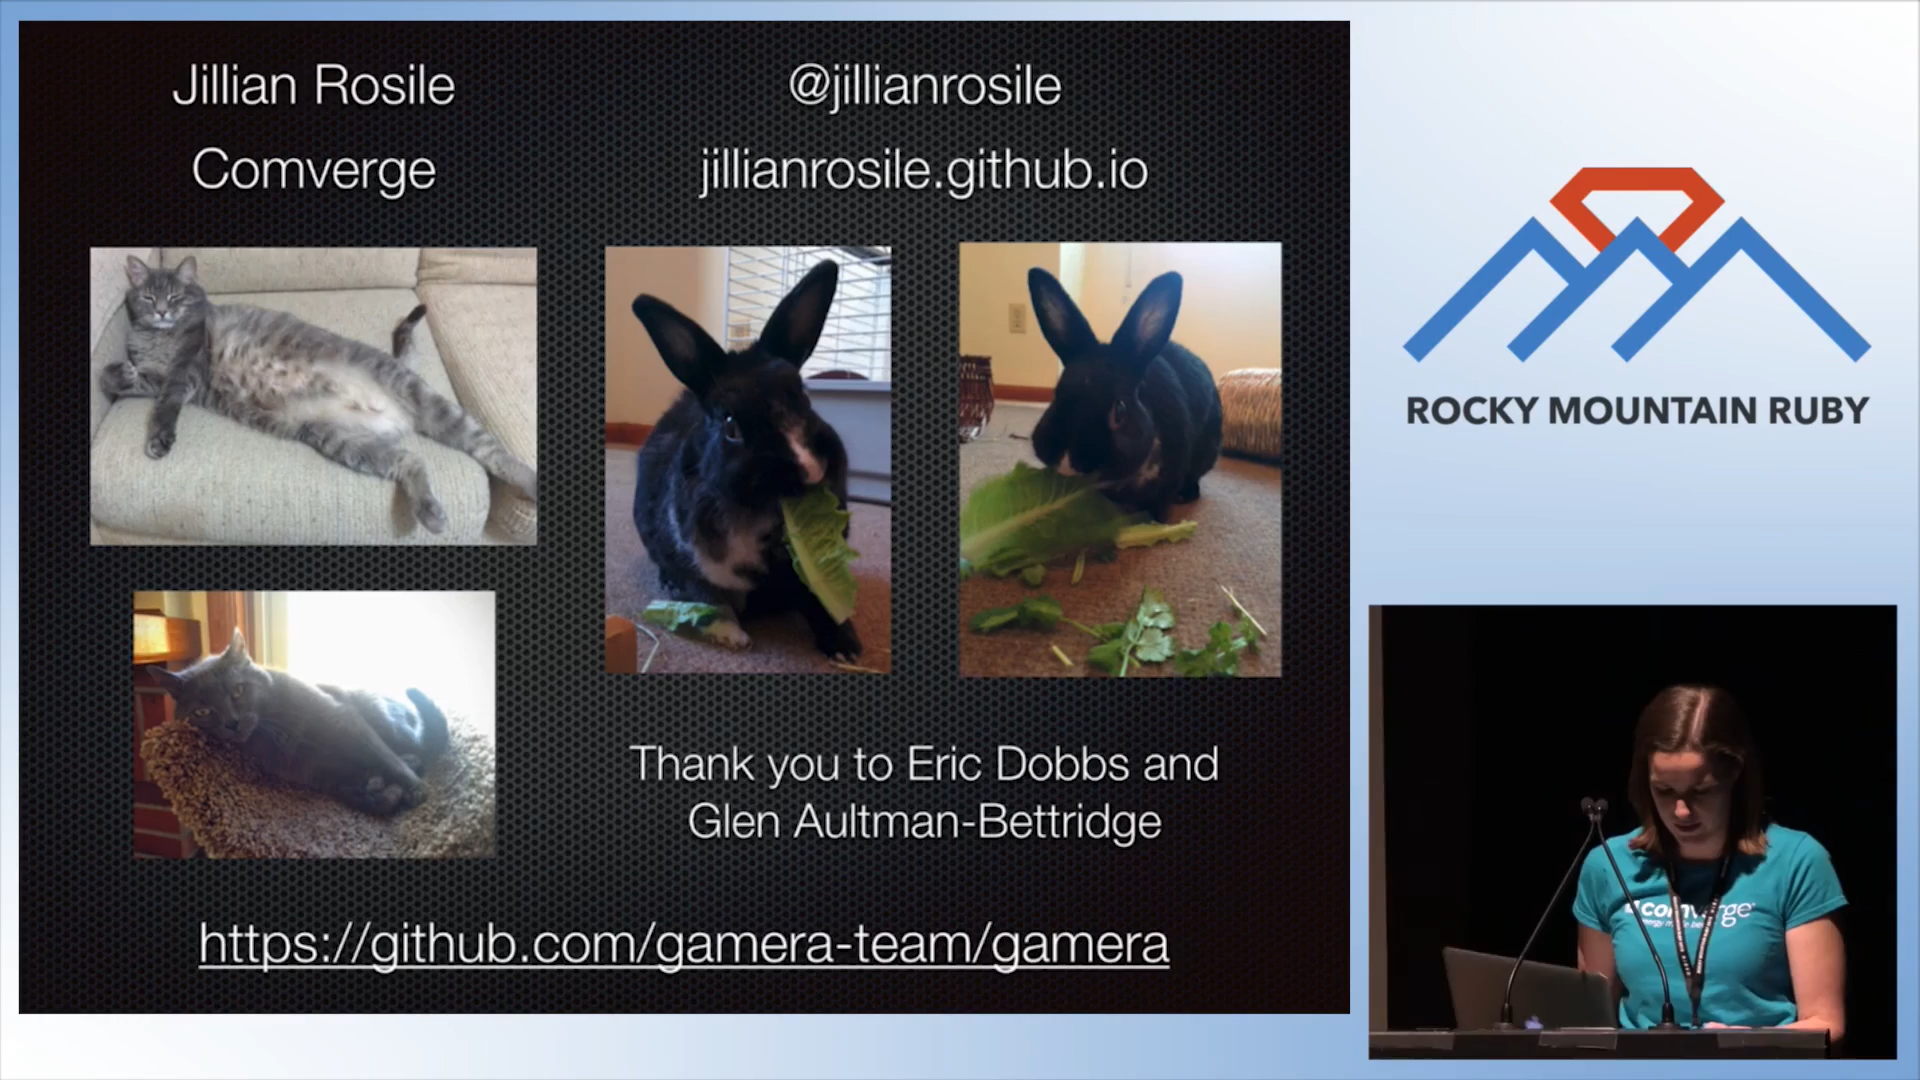 Jillian Rosile
Comverge
@jillianrosile
jillianrosile.github.io
Thank you to Eric Dobbs and
Glen Aultman-Bettridge
https://github.com/gamera-team/gamera
ROCKY MOUNTAIN RUBY
comverge